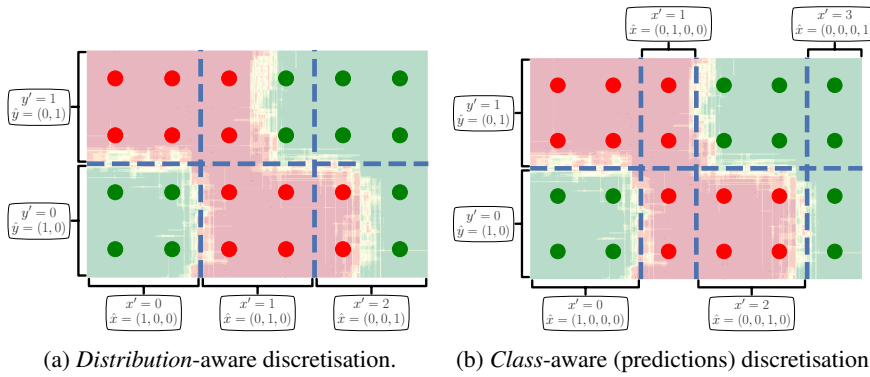 y′ = 1
ŷ = (0, 1)
y′ = 0
ŷ = (1, 0)
x′ = 0
x̂ = (1, 0, 0)
x′ = 1
x̂ = (0, 1, 0)
x′ = 2
x̂ = (0, 0, 1)
(a) Distribution-aware discretisation.
x′ = 1
x̂ = (0, 1, 0, 0)
x′ = 3
x̂ = (0, 0, 0, 1)
y′ = 1
ŷ = (0, 1)
y′ = 0
ŷ = (1, 0)
x′ = 0
x̂ = (1, 0, 0, 0)
x′ = 2
x̂ = (0, 0, 1, 0)
(b) Class-aware (predictions) discretisation